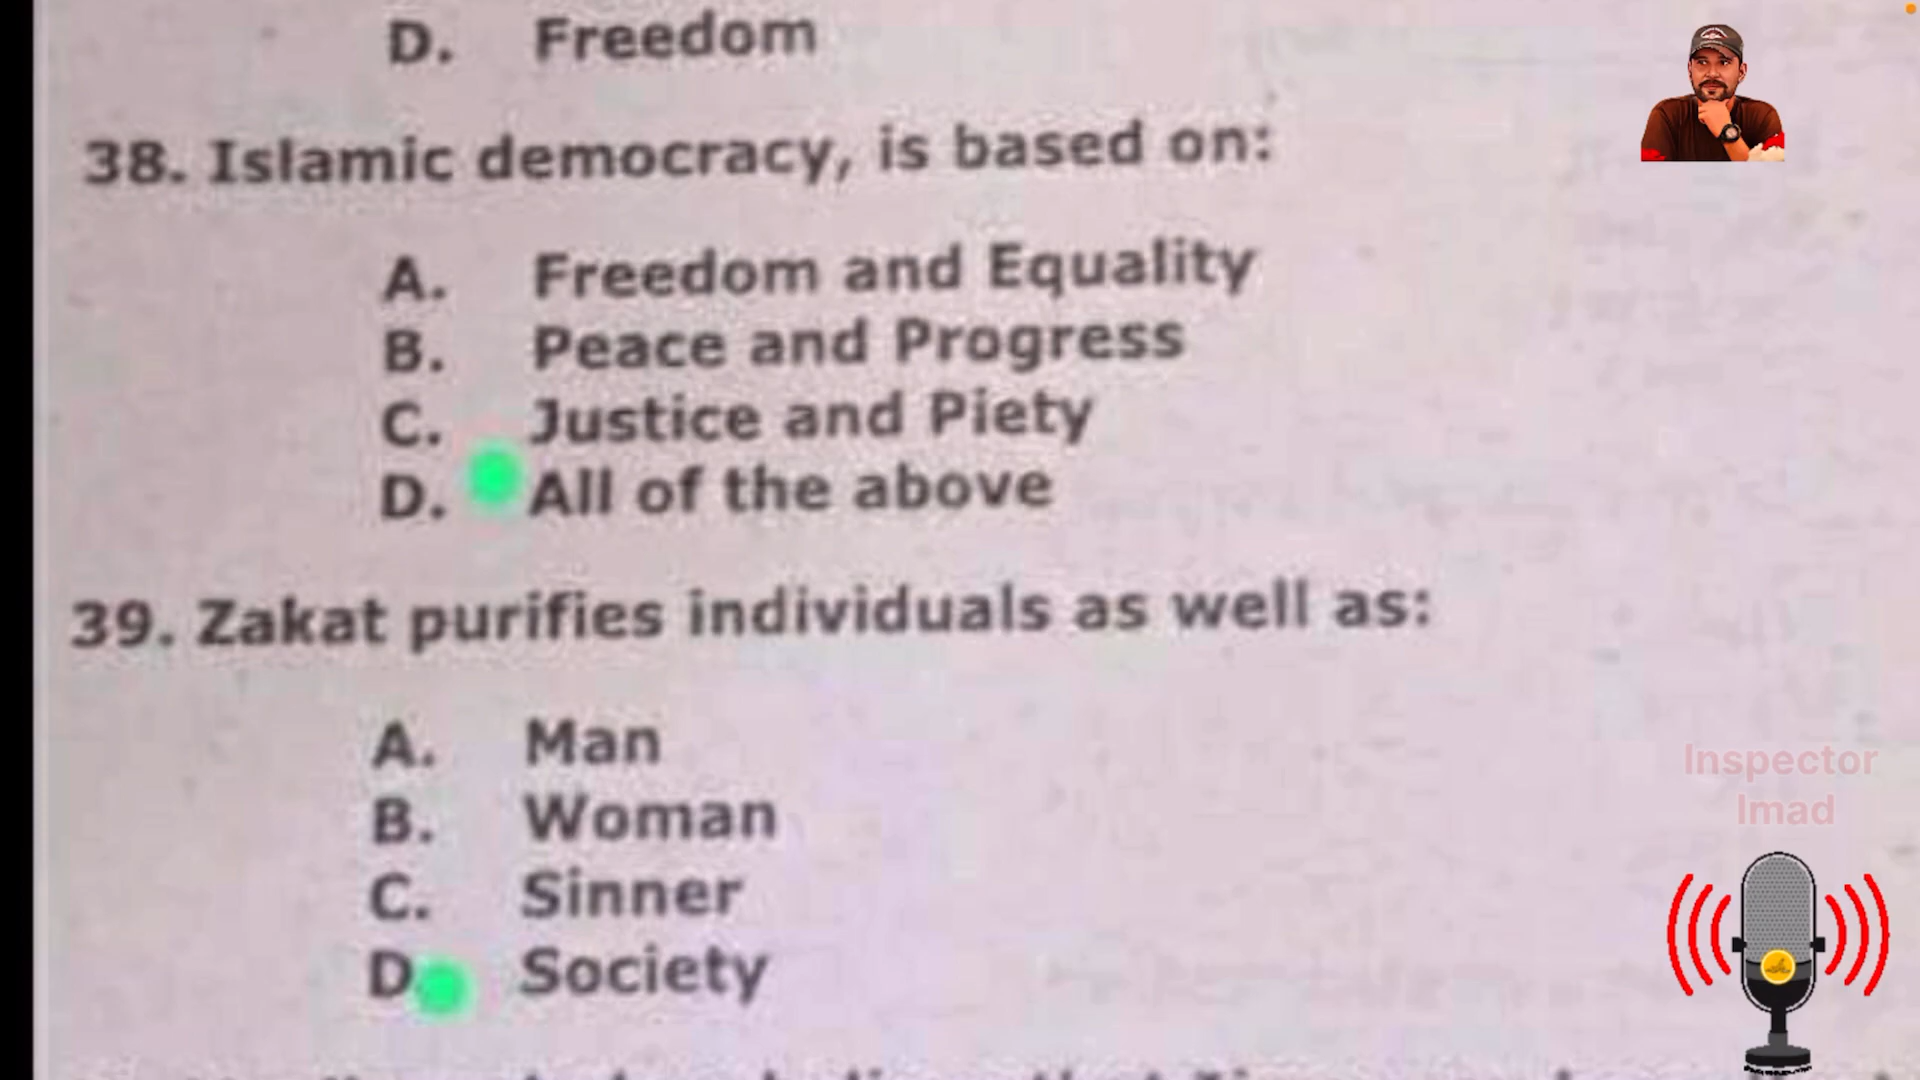 D. Freedom
38. Islamic democracy, is based on:
A. Freedom and Equality
B. Peace and Progress
C. Justice and Piety
D. All of the above
39. Zakat purifies individuals as well as:
A. Man
B. Woman
C. Sinner
D Society
Inspector
Imad